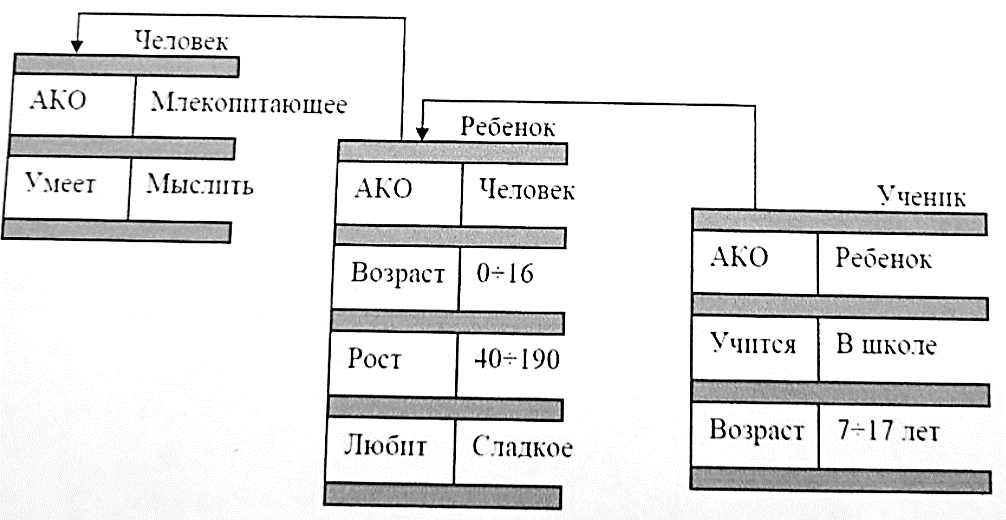 Человек
АКО Млекопитающее
Умеет Мыслить
Ребенок
АКО Человек
Возраст 0÷16
Рост 40÷190
Любит Сладкое
Ученик
АКО Ребенок
Учится В школе
Возраст 7÷17 лет